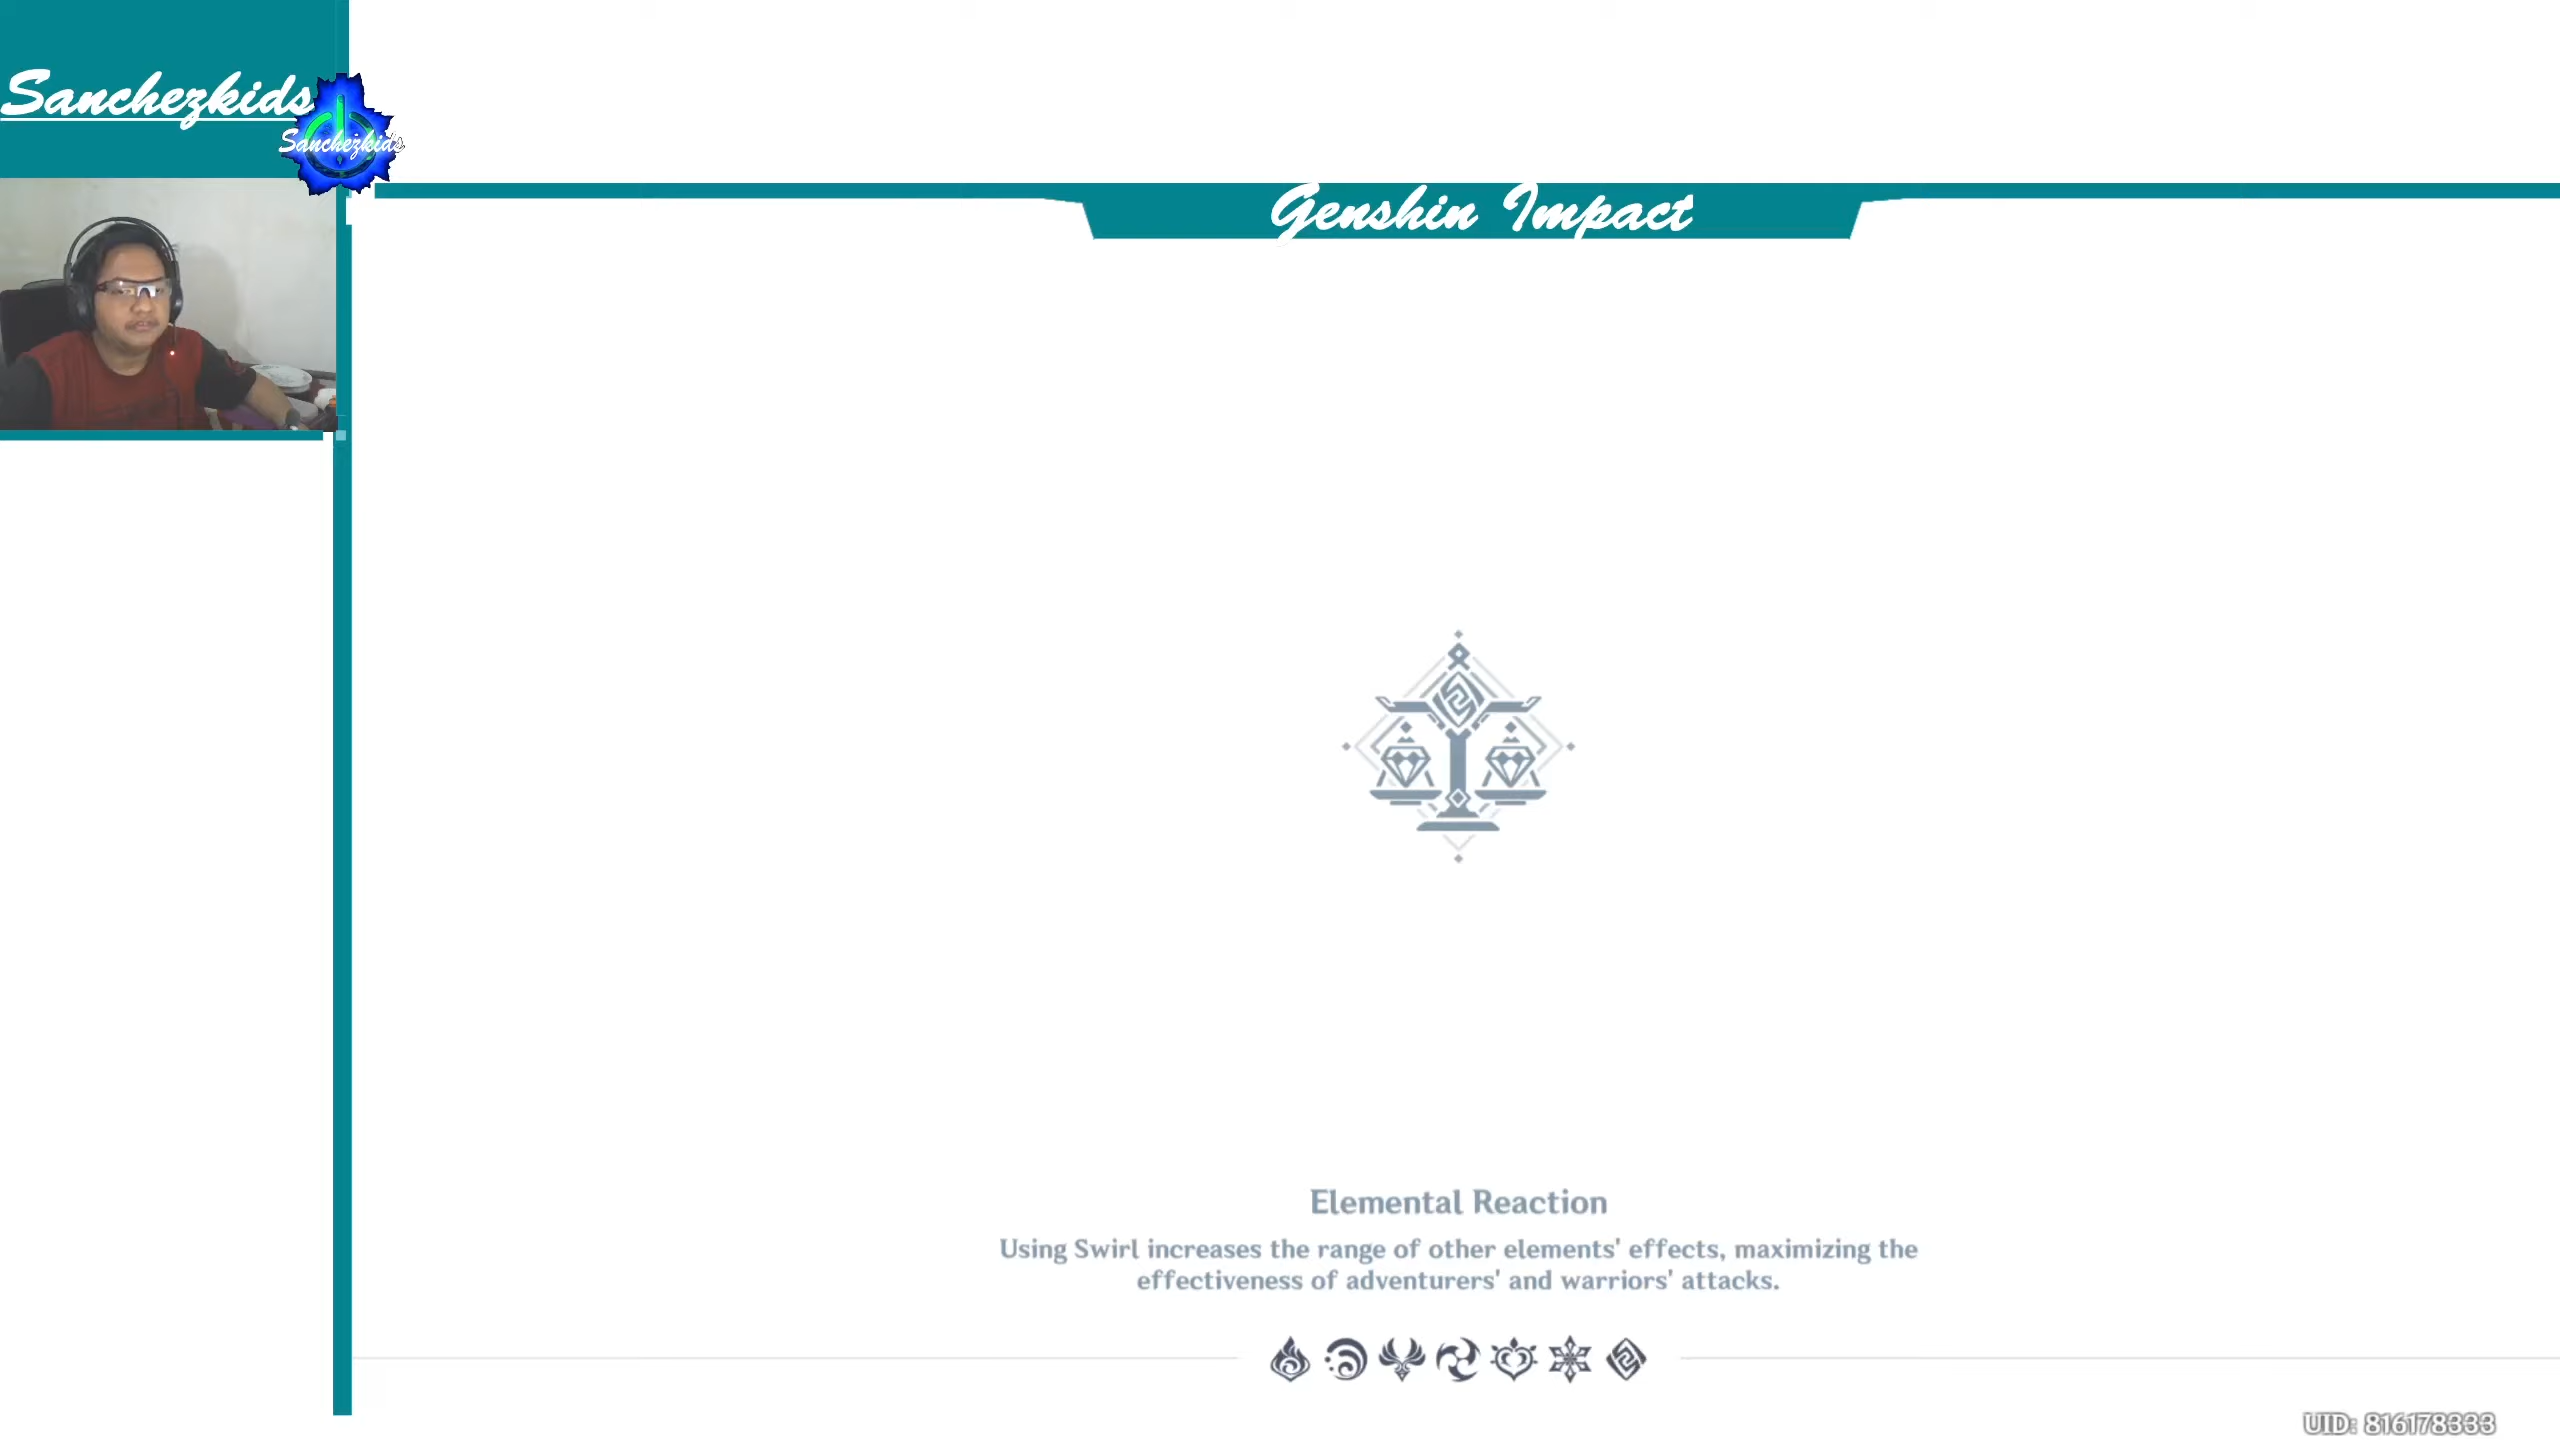 Sanchezkids
Sanchezkids
Genshin Impact
Elemental Reaction
Using Swirl increases the range of other elements' effects, maximizing the
effectiveness of adventurers' and warriors' attacks.
UID: 816178333